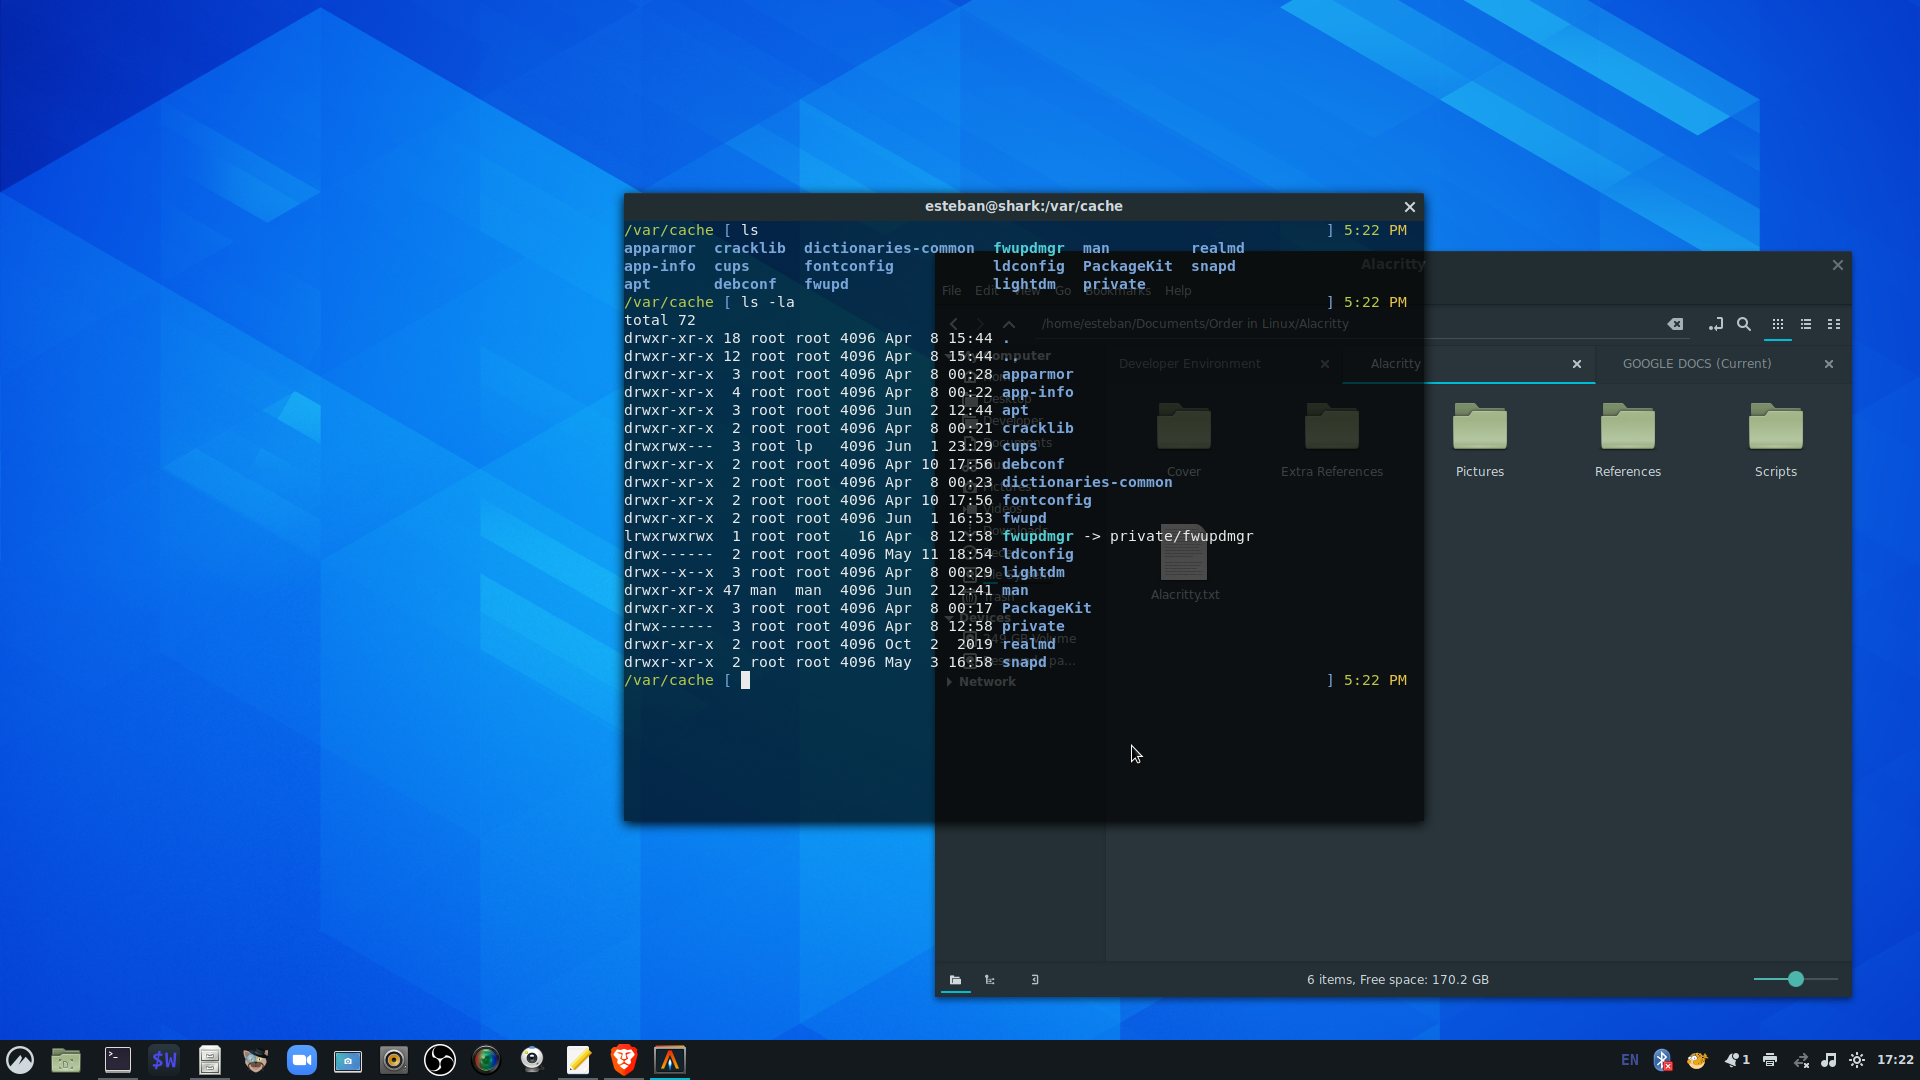 esteban@shark:/var/cache
/var/cache [ ls ] 5:22 PM
apparmor cracklib dictionaries-common fwupdmgr man realmd
app-info cups fontconfig ldconfig PackageKit snapd
apt debconf fwupd lightdm private
/var/cache [ ls -la ] 5:22 PM
total 72
drwxr-xr-x 18 root root 4096 Apr 8 15:44 .
drwxr-xr-x 12 root root 4096 Apr 8 15:44 ..
drwxr-xr-x 3 root root 4096 Apr 8 00:28 apparmor
drwxr-xr-x 4 root root 4096 Apr 8 00:22 app-info
drwxr-xr-x 3 root root 4096 Jun 2 12:44 apt
drwxr-xr-x 2 root root 4096 Apr 8 00:21 cracklib
drwxrwx--- 3 root lp 4096 Jun 1 23:29 cups
drwxr-xr-x 2 root root 4096 Apr 10 17:56 debconf
drwxr-xr-x 2 root root 4096 Apr 8 00:23 dictionaries-common
drwxr-xr-x 2 root root 4096 Apr 10 17:56 fontconfig
drwxr-xr-x 2 root root 4096 Jun 1 16:53 fwupd
lrwxrwxrwx 1 root root 16 Apr 8 12:58 fwupdmgr -> private/fwupdmgr
drwx------ 2 root root 4096 May 11 18:54 ldconfig
drwx--x--x 3 root root 4096 Apr 8 00:29 lightdm
drwxr-xr-x 47 man man 4096 Jun 2 12:41 man
drwxr-xr-x 3 root root 4096 Apr 8 00:17 PackageKit
drwx------ 3 root root 4096 Apr 8 12:58 private
drwxr-xr-x 2 root root 4096 Oct 2 2019 realmd
drwxr-xr-x 2 root root 4096 May 3 16:58 snapd
/var/cache [ ] 5:22 PM
Alacritty
File Edit View Go Bookmarks Help
/home/esteban/Documents/Order in Linux/Alacritty
Developer Environment Alacritty GOOGLE DOCS (Current)
Desktop
Documents
Videos
Trash
Devices
Network
Cover Extra References Pictures References Scripts
Alacritty.txt
6 items, Free space: 170.2 GB
$W
EN 1 17:22